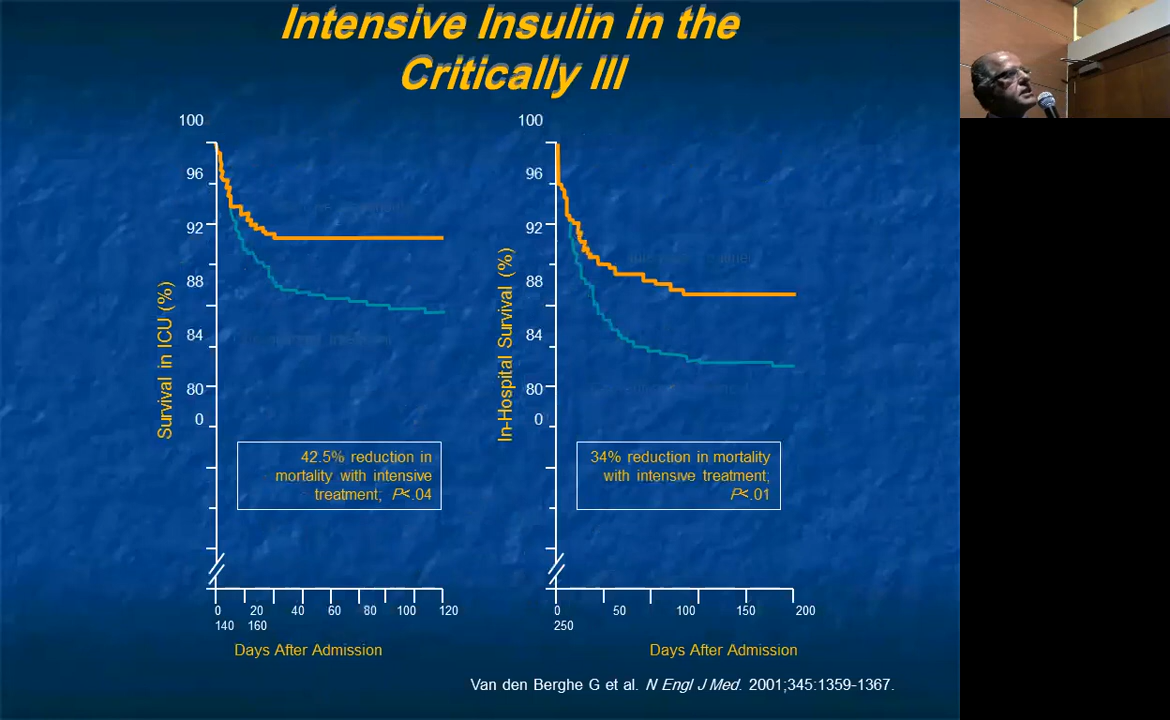 Intensive Insulin in the
Critically Ill
100
96
92
88
84
80
0
Survival in ICU (%)
42.5% reduction in
mortality with intensive
treatment; P<.04
0 20 40 60 80 100 120
140 160
Days After Admission
100
96
92
88
84
80
0
In-Hospital Survival (%)
34% reduction in mortality
with intensive treatment;
P<.01
0 50 100 150 200
250
Days After Admission
Van den Berghe G et al. N Engl J Med. 2001;345:1359-1367.